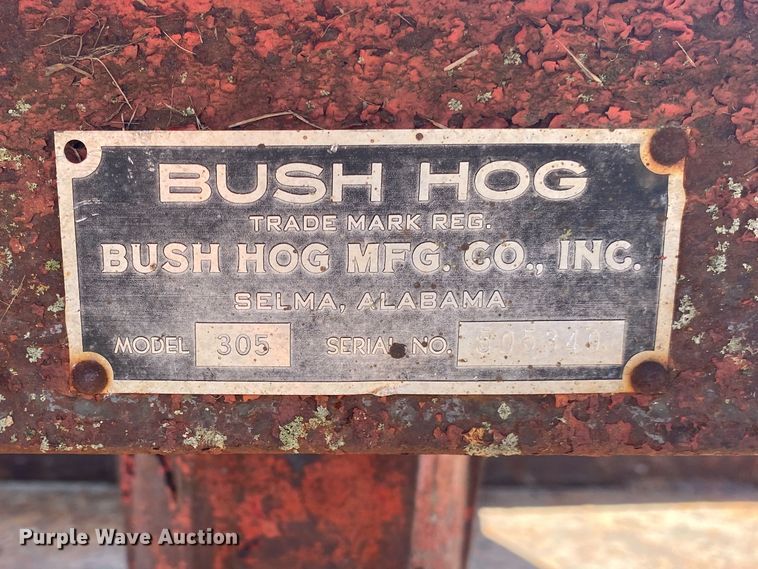 BUSH HOG
TRADE MARK REG.
BUSH HOG MFG. CO., INC.
SELMA, ALABAMA
MODEL 305 SERIAL NO.
Purple Wave Auction